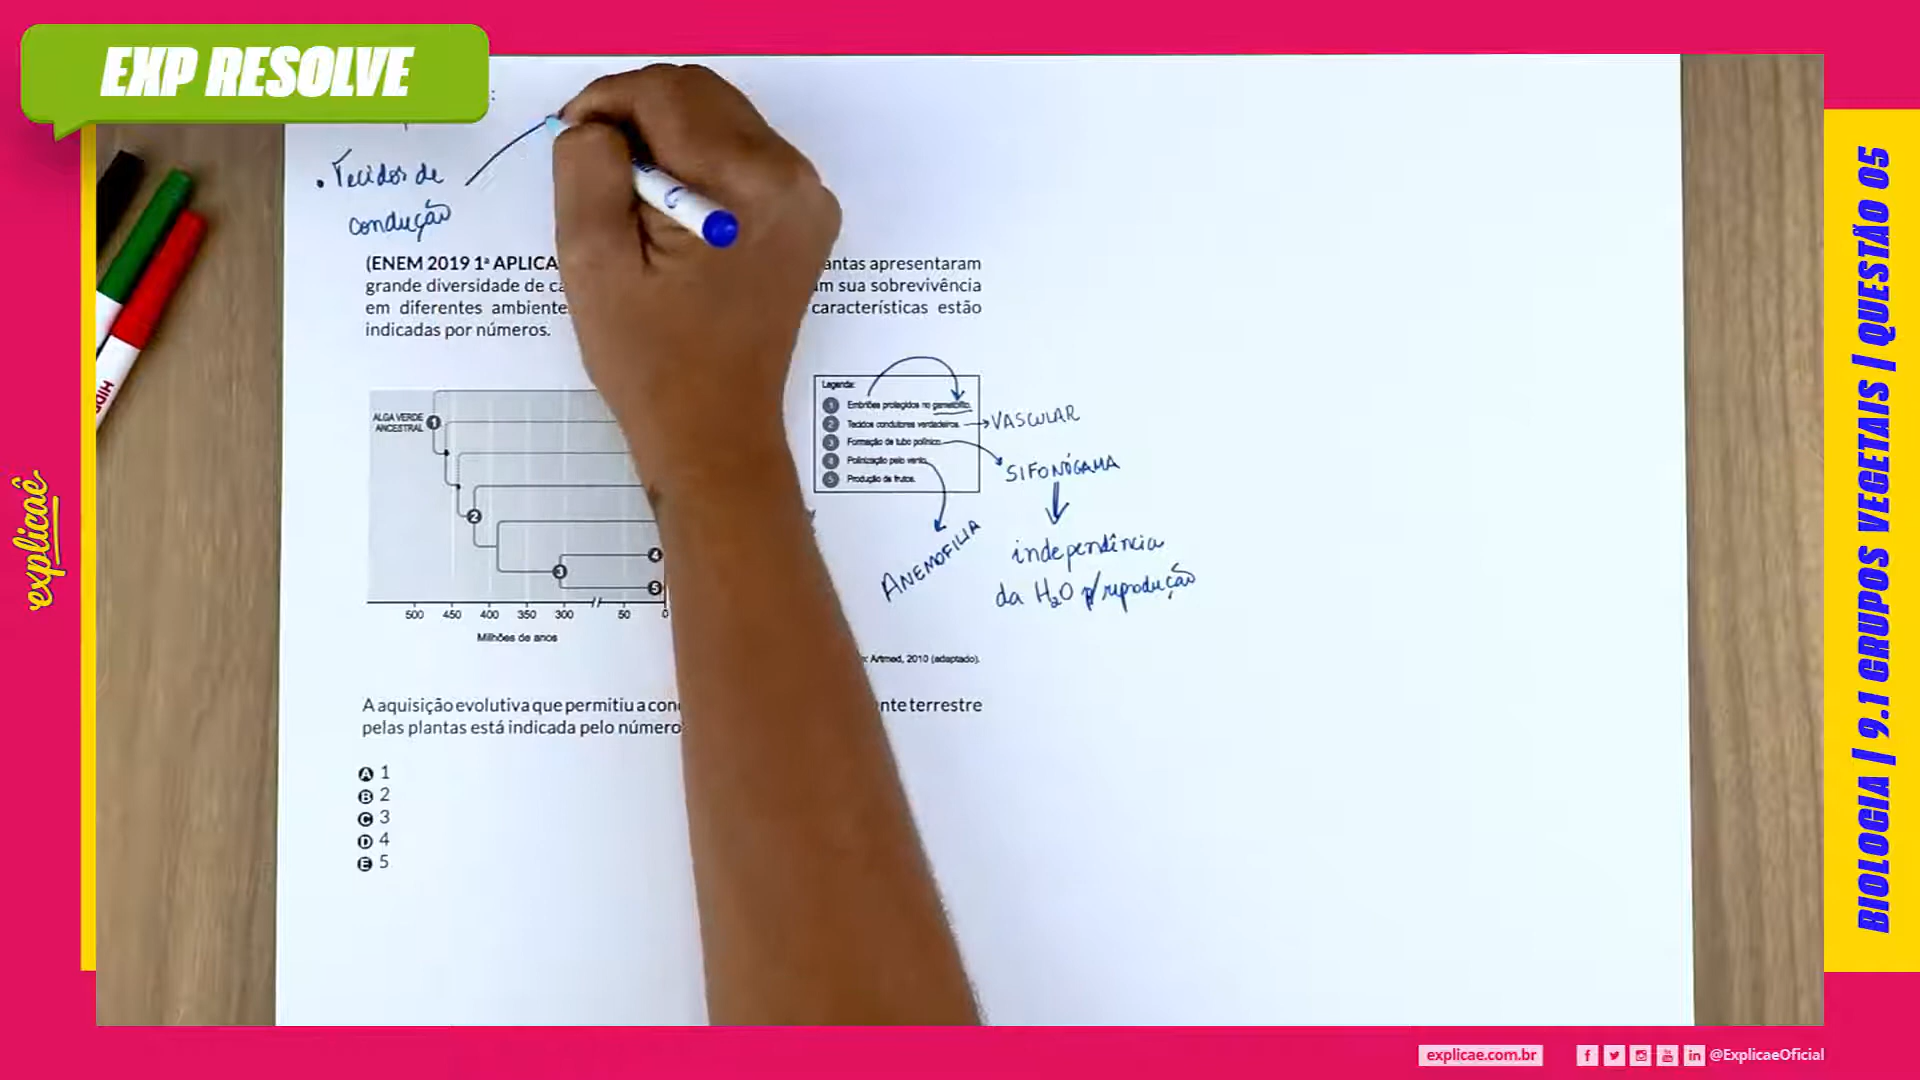 EXP RESOLVE
:
• Tecidos de
condução
(ENEM 2019 1ª APLICA
antas apresentaram
grande diversidade de ca
m sua sobrevivência
em diferentes ambiente
características estão
indicadas por números.
ALGA VERDE
ANCESTRAL
1
2
3
4
5
500 450 400 350 300 50 0
Milhões de anos
Legenda:
1 Embriões protegidos no gametófito.
2 Tecidos condutores verdadeiros.
3 Formação de tubo polínico.
4 Polinização pelo vento.
5 Produção de frutos.
VASCULAR
SIFONÓGAMA
independência
da H₂O p/ reprodução
ANEMOFILIA
: Artmed, 2010 (adaptado).
A aquisição evolutiva que permitiu a con
nte terrestre
pelas plantas está indicada pelo número
A 1
B 2
C 3
D 4
E 5
explicaê
BIOLOGIA | 9.1 GRUPOS VEGETAIS | QUESTÃO 05
explicae.com.br
@ExplicaeOficial